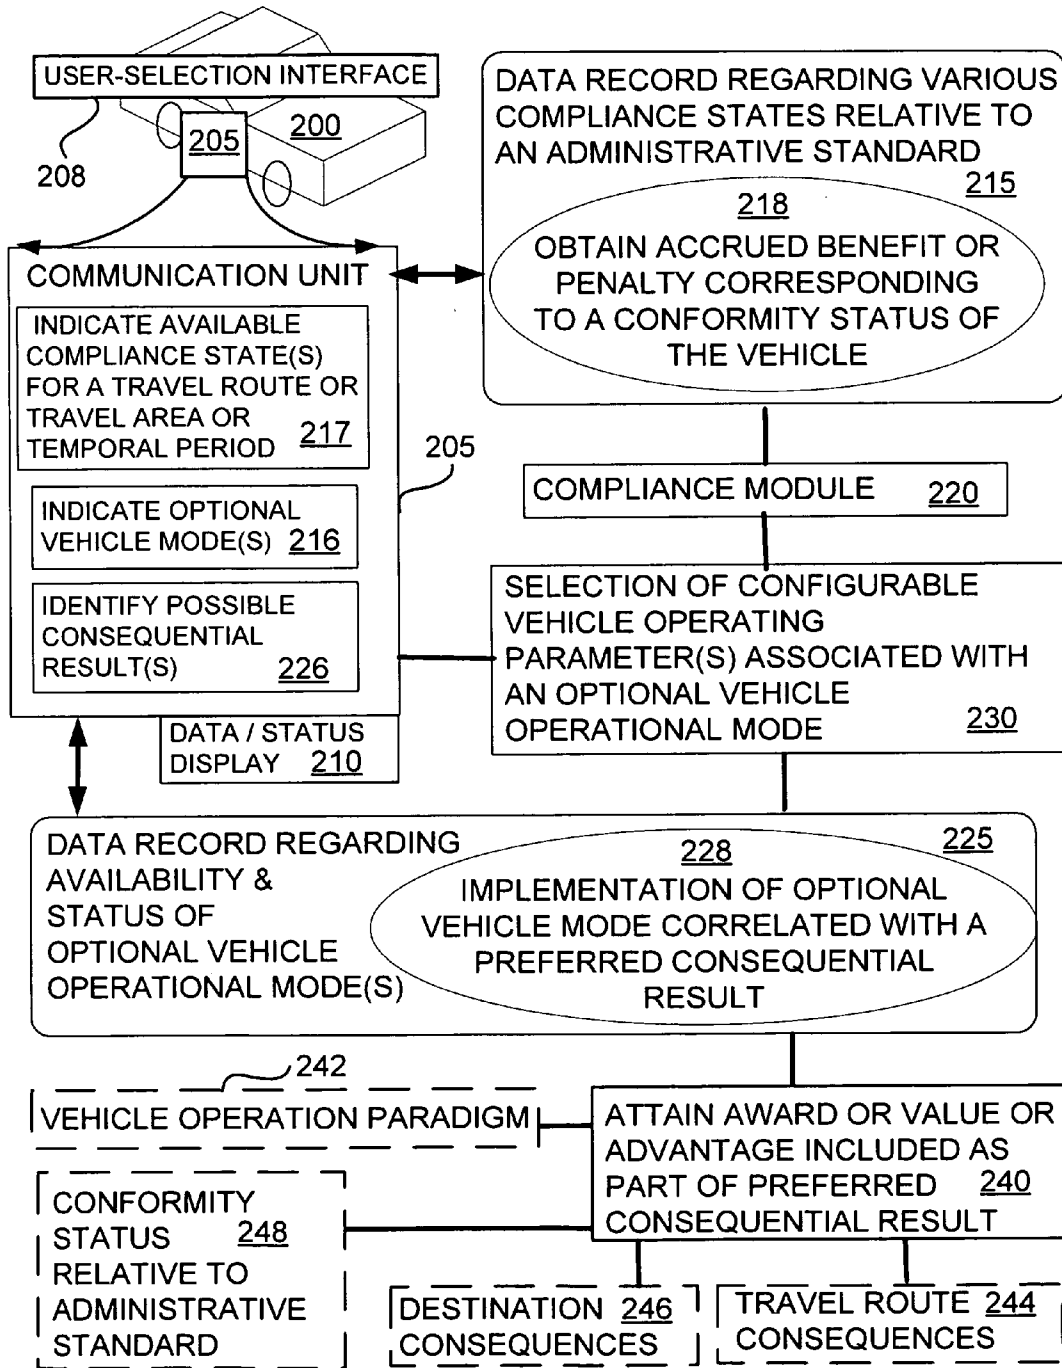 USER-SELECTION INTERFACE
200
205
208
DATA RECORD REGARDING VARIOUS
COMPLIANCE STATES RELATIVE TO
AN ADMINISTRATIVE STANDARD
215
218
OBTAIN ACCRUED BENEFIT OR
PENALTY CORRESPONDING
TO A CONFORMITY STATUS OF
THE VEHICLE
COMMUNICATION UNIT
INDICATE AVAILABLE
COMPLIANCE STATE(S)
FOR A TRAVEL ROUTE OR
TRAVEL AREA OR
TEMPORAL PERIOD 217
205
INDICATE OPTIONAL
VEHICLE MODE(S) 216
IDENTIFY POSSIBLE
CONSEQUENTIAL
RESULT(S) 226
DATA / STATUS
DISPLAY 210
COMPLIANCE MODULE 220
SELECTION OF CONFIGURABLE
VEHICLE OPERATING
PARAMETER(S) ASSOCIATED WITH
AN OPTIONAL VEHICLE
OPERATIONAL MODE 230
DATA RECORD REGARDING
AVAILABILITY &
STATUS OF
OPTIONAL VEHICLE
OPERATIONAL MODE(S)
225
228
IMPLEMENTATION OF OPTIONAL
VEHICLE MODE CORRELATED WITH A
PREFERRED CONSEQUENTIAL
RESULT
242
VEHICLE OPERATION PARADIGM
ATTAIN AWARD OR VALUE OR
ADVANTAGE INCLUDED AS
PART OF PREFERRED 240
CONSEQUENTIAL RESULT
CONFORMITY
STATUS 248
RELATIVE TO
ADMINISTRATIVE
STANDARD
DESTINATION 246
CONSEQUENCES
TRAVEL ROUTE 244
CONSEQUENCES